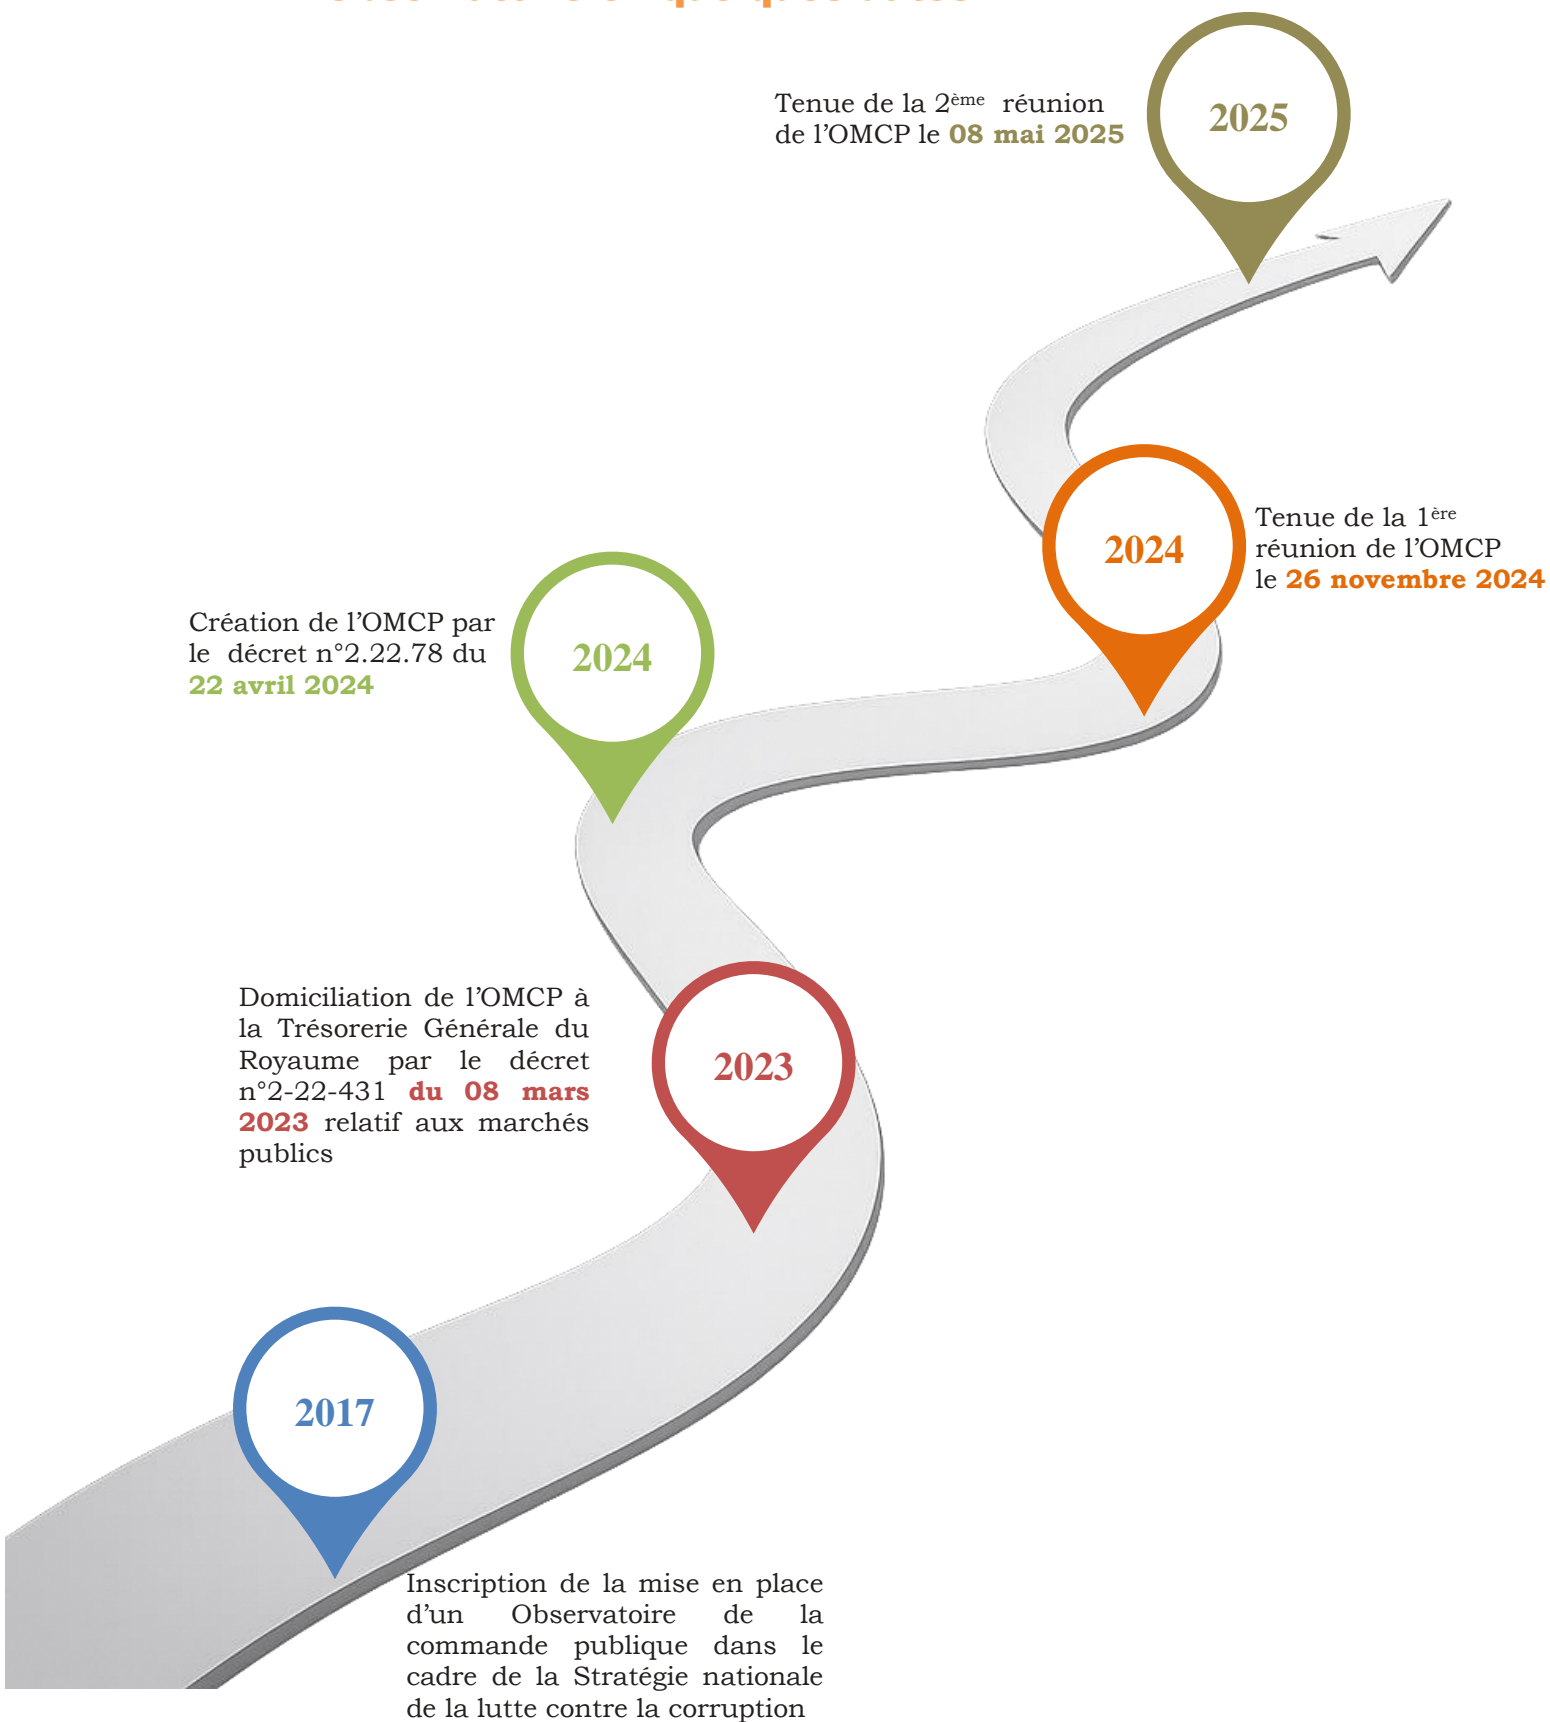 2025
Tenue de la 2ème réunion
de l’OMCP le 08 mai 2025
2024
Tenue de la 1ère
réunion de l’OMCP
le 26 novembre 2024
2024
Création de l’OMCP par
le décret n°2.22.78 du
22 avril 2024
2023
Domiciliation de l’OMCP à
la Trésorerie Générale du
Royaume par le décret
n°2-22-431 du 08 mars
2023 relatif aux marchés
publics
2017
Inscription de la mise en place
d’un Observatoire de la
commande publique dans le
cadre de la Stratégie nationale
de la lutte contre la corruption